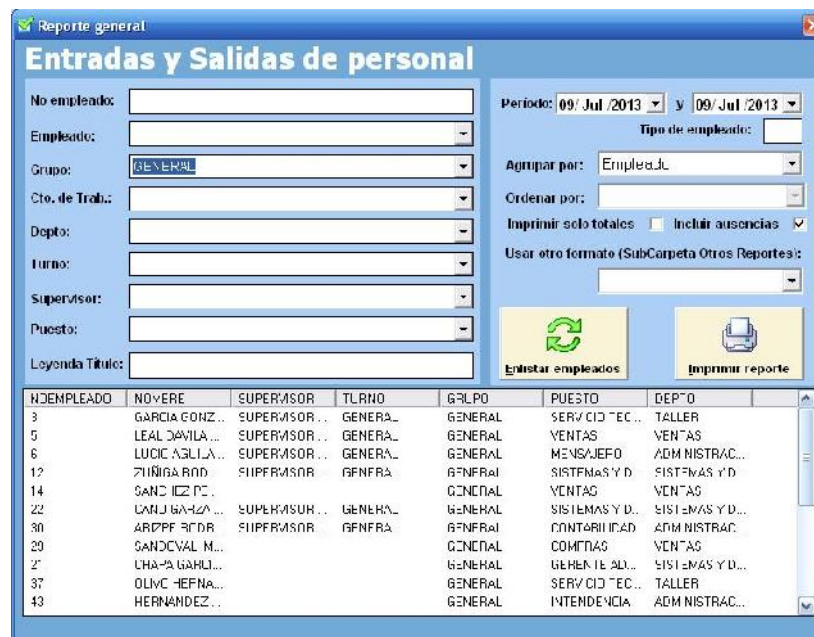 Reporte general
Entradas y Salidas de personal
No empleado:
Empleado:
Grupo: GENERAL
Cto. de Trab.:
Depto:
Turno:
Supervisor:
Puesto:
Leyenda Título:
Período: 09/ Jul /2013 y 09/ Jul /2013
Tipo de empleado:
Agrupar por: Empleado
Ordenar por:
Imprimir solo totales Incluir ausencias
Usar otro formato (SubCarpeta Otros Reportes):
Enlistar empleados Imprimir reporte
NOEMPLEADO NOMBRE SUPERVISOR TURNO GRUPO PUESTO DEPTO
GARCIA GONZ... SUPERVISOR ... GENERAL GENERAL SERVICIO TEC... TALLER
5 LEAL DAVILA ... SUPERVISOR ... GENERAL GENERAL VENTAS VENTAS
6 LUCIO AGUILA... SUPERVISOR ... GENERAL GENERAL MENSAJERO ADMINISTRAC...
12 ZUÑIGA ROD... SUPERVISOR ... GENERAL GENERAL SISTEMAS Y D... SISTEMAS Y D...
14 SANCHEZ GENERAL VENTAS VENTAS
22 CANO GARZA ... SUPERVISOR ... GENERAL GENERAL SISTEMAS Y D... SISTEMAS Y D...
30 ARIZPE RODR... SUPERVISOR ... GENERAL GENERAL CONTABILIDAD ADMINISTRAC...
29 SANDOVAL M... GENERAL COMPRAS VENTAS
CHAPA GARCI... GENERAL GERENTE AD... SISTEMAS Y D...
37 OLIVO HERNA... GENERAL SERVICIO TEC... TALLER
43 HERNANDEZ... GENERAL INTENDENCIA ADMINISTRAC...